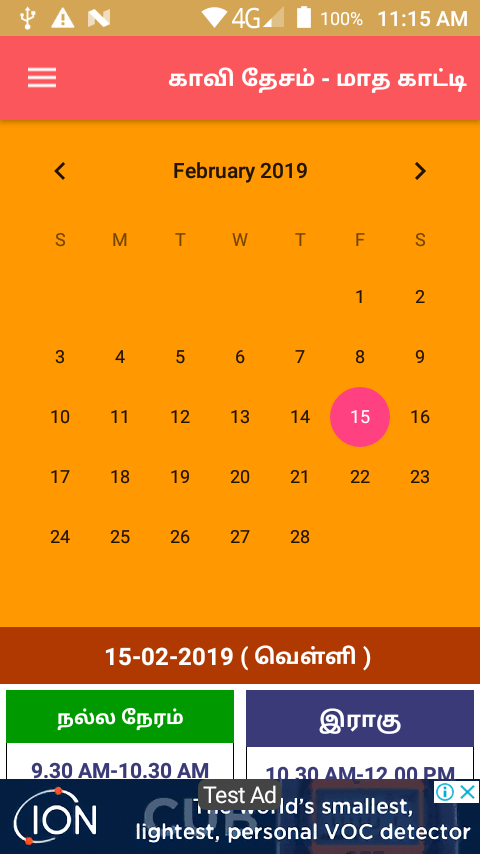 4G 100% 11:15 AM
காவி தேசம் - மாத காட்டி
February 2019
S M T W T F S
1 2
3 4 5 6 7 8 9
10 11 12 13 14 15 16
17 18 19 20 21 22 23
24 25 26 27 28
15-02-2019 ( வெள்ளி )
நல்ல நேரம்
இராகு
9.30 AM-10.30 AM
10.30 AM-12.00 PM
Test Ad
ION
world's smallest,
lightest, personal VOC detector